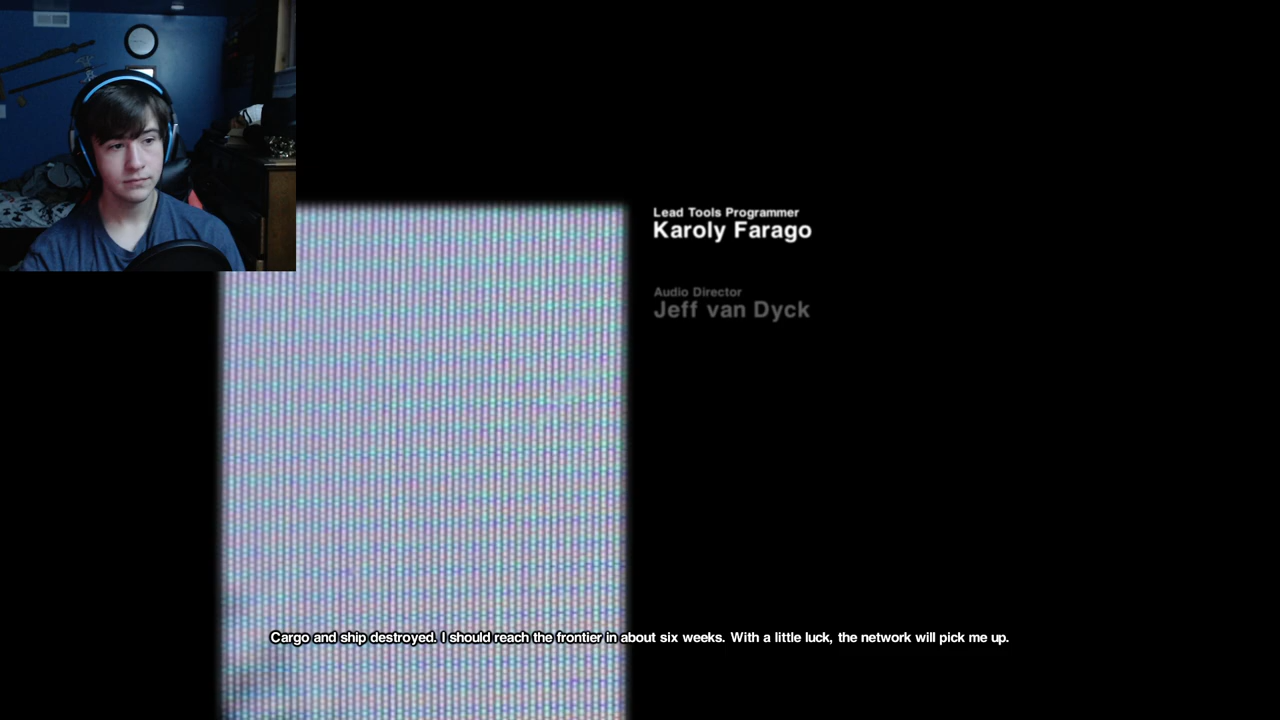 Lead Tools Programmer
Karoly Farago
Audio Director
Jeff van Dyck
Cargo and ship destroyed. I should reach the frontier in about six weeks. With a little luck, the network will pick me up.